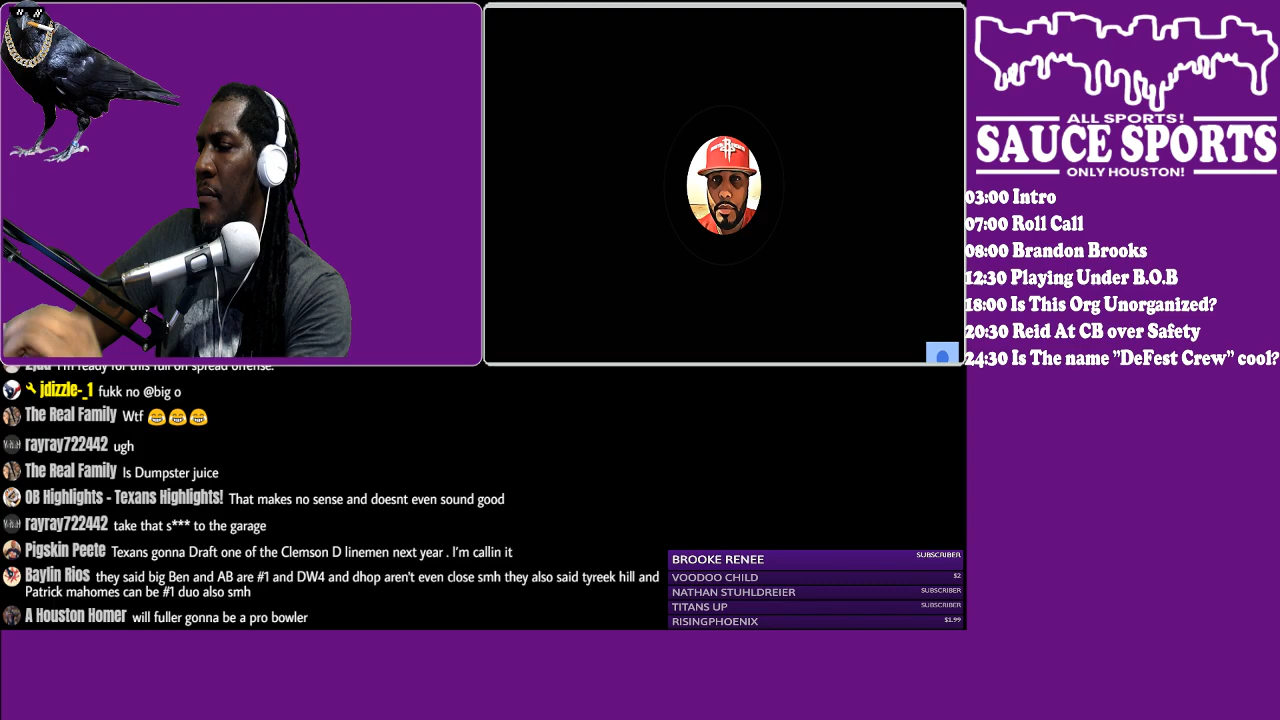 ALL SPORTS!
SAUCE SPORTS
ONLY HOUSTON!
03:00 Intro
07:00 Roll Call
08:00 Brandon Brooks
12:30 Playing Under B.O.B
18:00 Is This Org Unorganized?
20:30 Reid At CB over Safety
24:30 Is The name "DeFest Crew" cool?
I'm ready for this full on spread offense.
jdizzle-_1 fukk no @big o
The Real Family Wtf 😂😂😂
rayray722442 ugh
The Real Family Is Dumpster juice
OB Highlights - Texans Highlights! That makes no sense and doesnt even sound good
rayray722442 take that s*** to the garage
Pigskin Peete Texans gonna Draft one of the Clemson D linemen next year . I'm callin it
Baylin Rios they said big Ben and AB are #1 and DW4 and dhop aren't even close smh they also said tyreek hill and
Patrick mahomes can be #1 duo also smh
A Houston Homer will fuller gonna be a pro bowler
BROOKE RENEE SUBSCRIBER
VOODOO CHILD $2
NATHAN STUHLDREIER SUBSCRIBER
TITANS UP SUBSCRIBER
RISINGPHOENIX $1.99